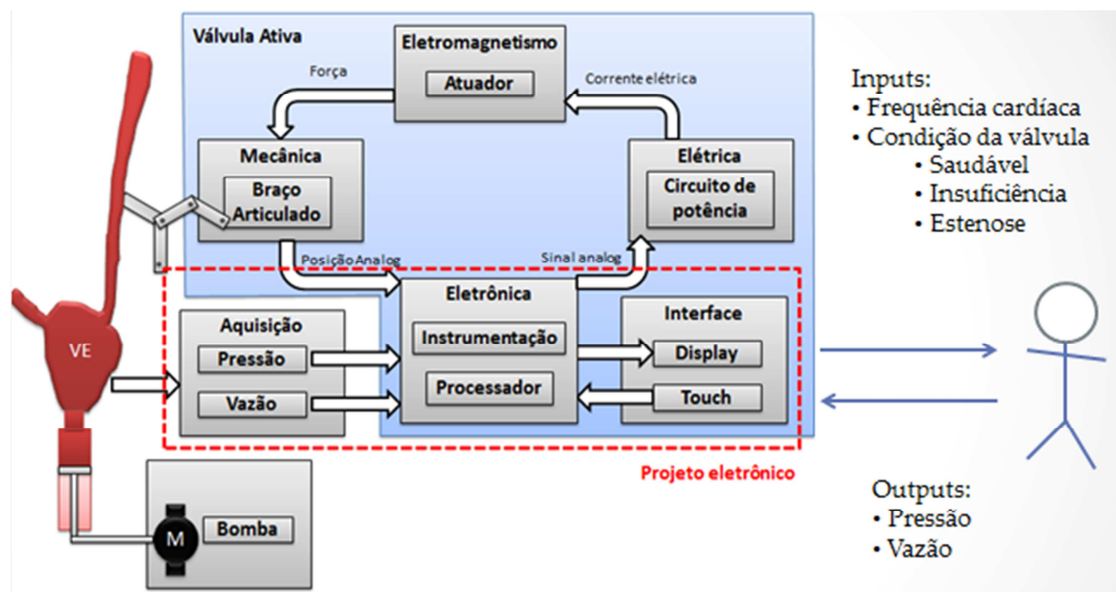 Válvula Ativa
Eletromagnetismo
Atuador
Força
Corrente elétrica
Mecânica
Braço
Articulado
Elétrica
Circuito de
potência
Posição Analog
Sinal analog
Eletrônica
Instrumentação
Processador
Aquisição
Pressão
Vazão
Interface
Display
Touch
VE
Projeto eletrônico
M
Bomba
Inputs:
• Frequência cardíaca
• Condição da válvula
• Saudável
• Insuficiência
• Estenose
Outputs:
• Pressão
• Vazão